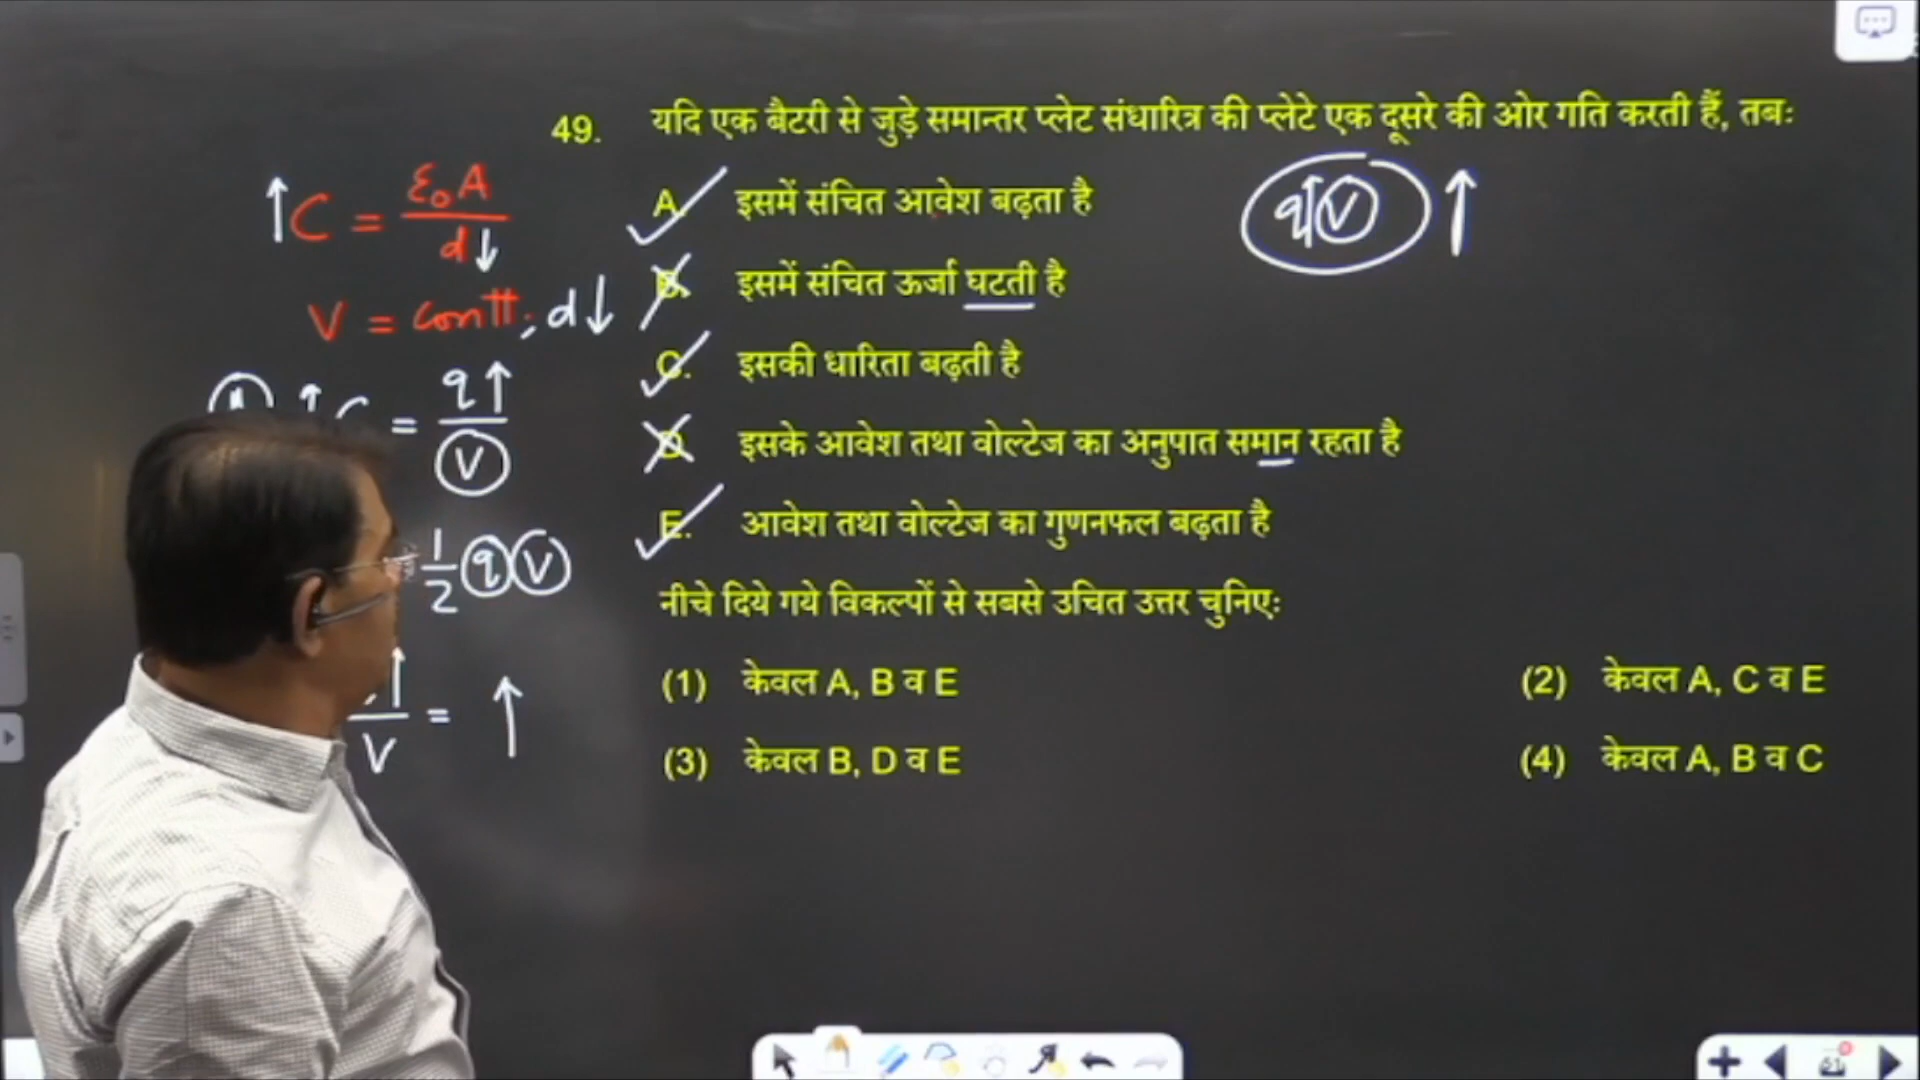 49. यदि एक बैटरी से जुड़े समान्तर प्लेट संधारित्र की प्लेटे एक दूसरे की ओर गति करती हैं, तबः
A. इसमें संचित आवेश बढ़ता है
B. इसमें संचित ऊर्जा घटती है
C. इसकी धारिता बढ़ती है
D. इसके आवेश तथा वोल्टेज का अनुपात समान रहता है
E. आवेश तथा वोल्टेज का गुणनफल बढ़ता है
नीचे दिये गये विकल्पों से सबसे उचित उत्तर चुनिएः
(1) केवल A, B व E
(2) केवल A, C व E
(3) केवल B, D व E
(4) केवल A, B व C
↑C = ε₀A / d↓
V = contt., d↓
↑C = q↑ / V
1/2 q V
V = ↑
q↑V ↑
51